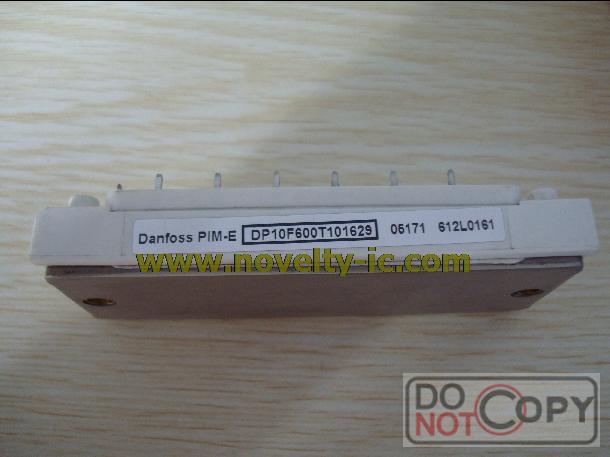 Danfoss PIM-E DP10F600T101629 05171 612L0161
www.novelty-ic.com
DO NOT COPY